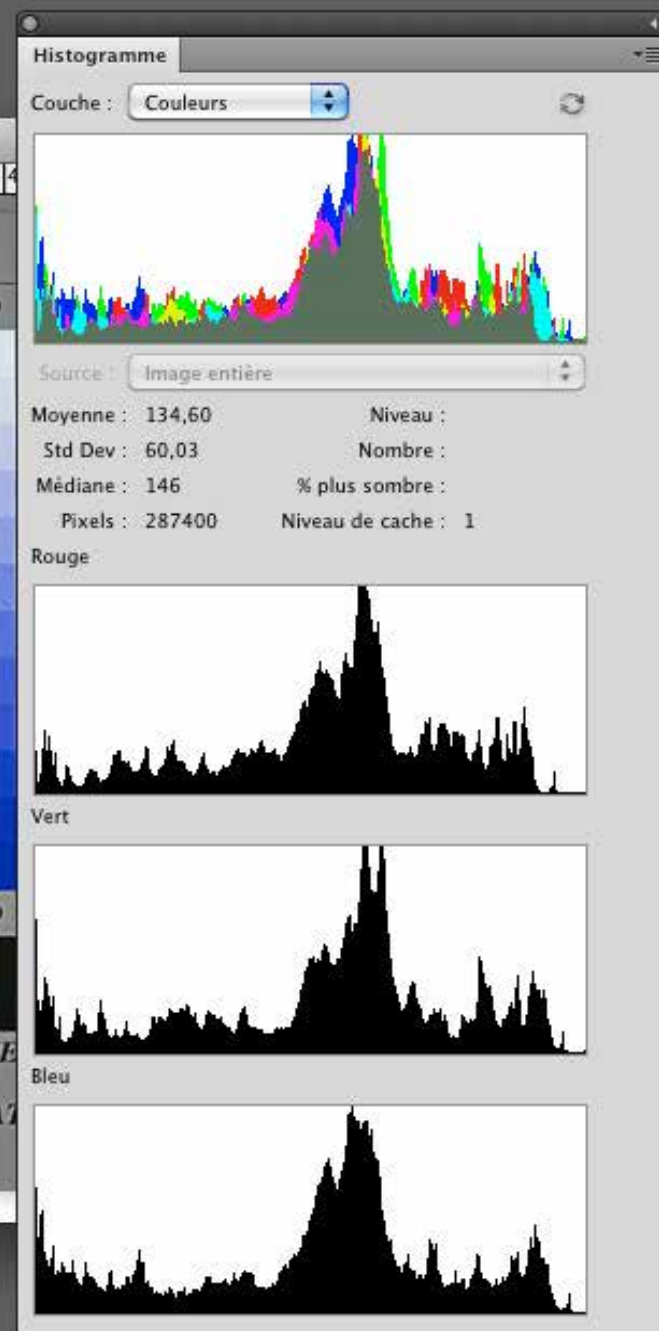 Histogramme
Couche : Couleurs
Source : Image entière
Moyenne : 134,60 Niveau :
Std Dev : 60,03 Nombre :
Médiane : 146 % plus sombre :
Pixels : 287400 Niveau de cache : 1
Rouge
Vert
Bleu